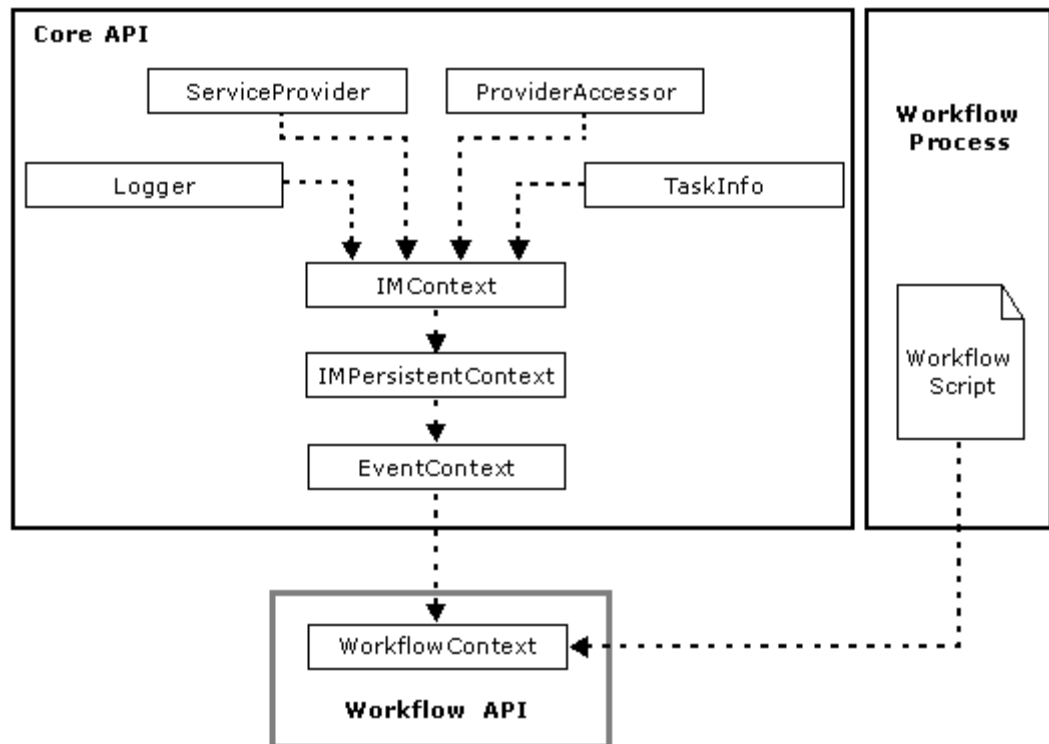 Core API
ServiceProvider
ProviderAccessor
Workflow
Process
Logger
TaskInfo
IMContext
IMPersistentContext
Workflow
Script
EventContext
WorkflowContext
Workflow API